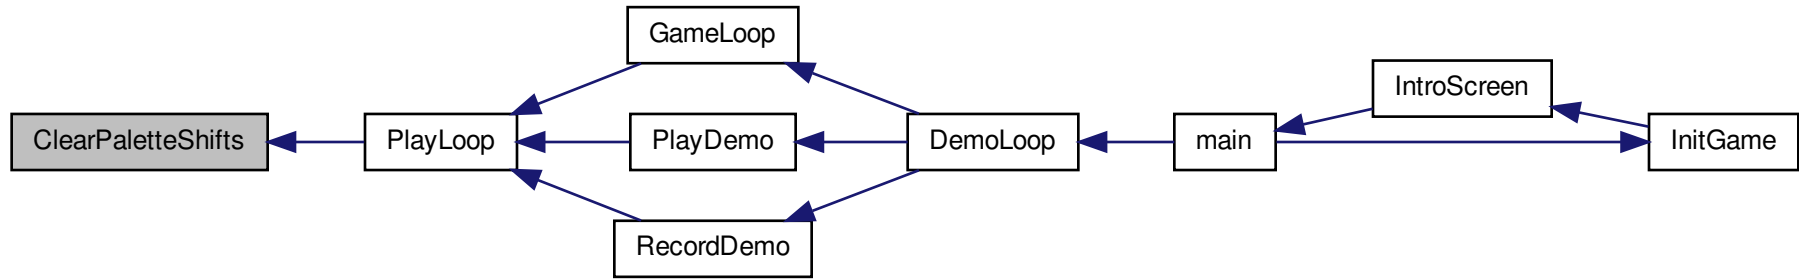 GameLoop
IntroScreen
ClearPaletteShifts
PlayLoop
PlayDemo
DemoLoop
main
InitGame
RecordDemo